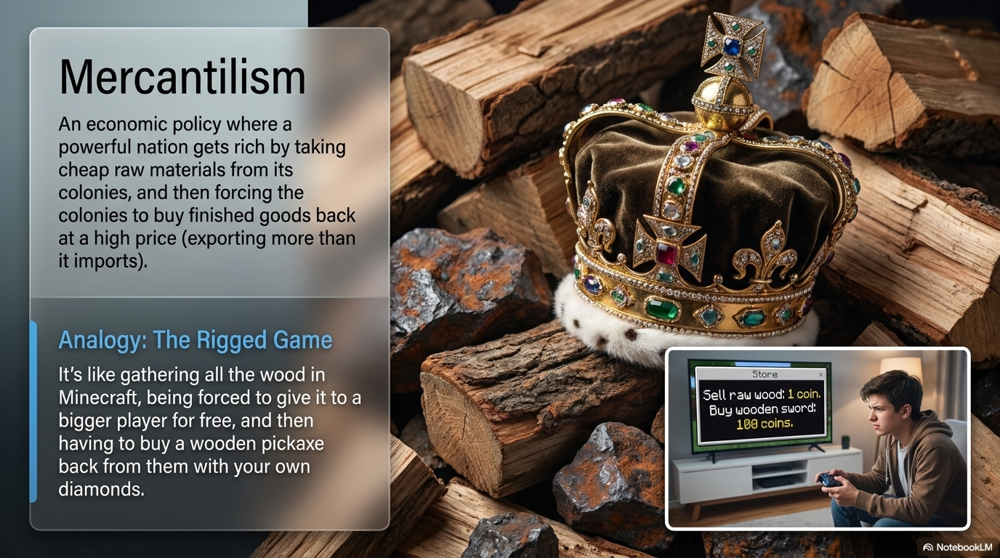 Mercantilism
An economic policy where a
powerful nation gets rich by taking
cheap raw materials from its
colonies, and then forcing the
colonies to buy finished goods back
at a high price (exporting more than
it imports).
Analogy: The Rigged Game
It's like gathering all the wood in
Minecraft, being forced to give it to a
bigger player for free, and then
having to buy a wooden pickaxe
back from them with your own
diamonds.
Store
Sell raw wood: 1 coin.
Buy wooden sword:
100 coins.
NotebookLM